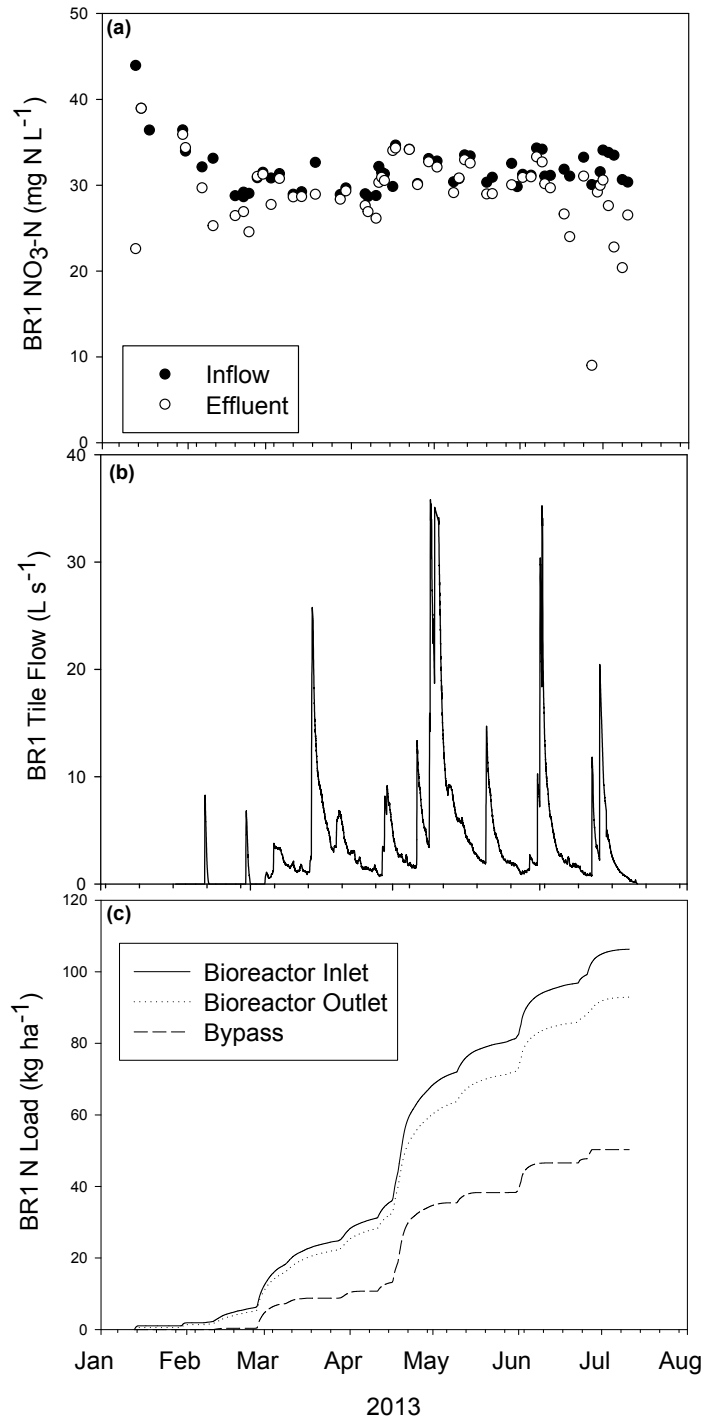 (a)
50
40
30
20
10
0
BR1 NO3-N (mg N L-1)
Inflow
Effluent
(b)
40
30
20
10
0
BR1 Tile Flow (L s-1)
(c)
120
100
80
60
40
20
0
BR1 N Load (kg ha-1)
Bioreactor Inlet
Bioreactor Outlet
Bypass
Jan Feb Mar Apr May Jun Jul Aug
2013